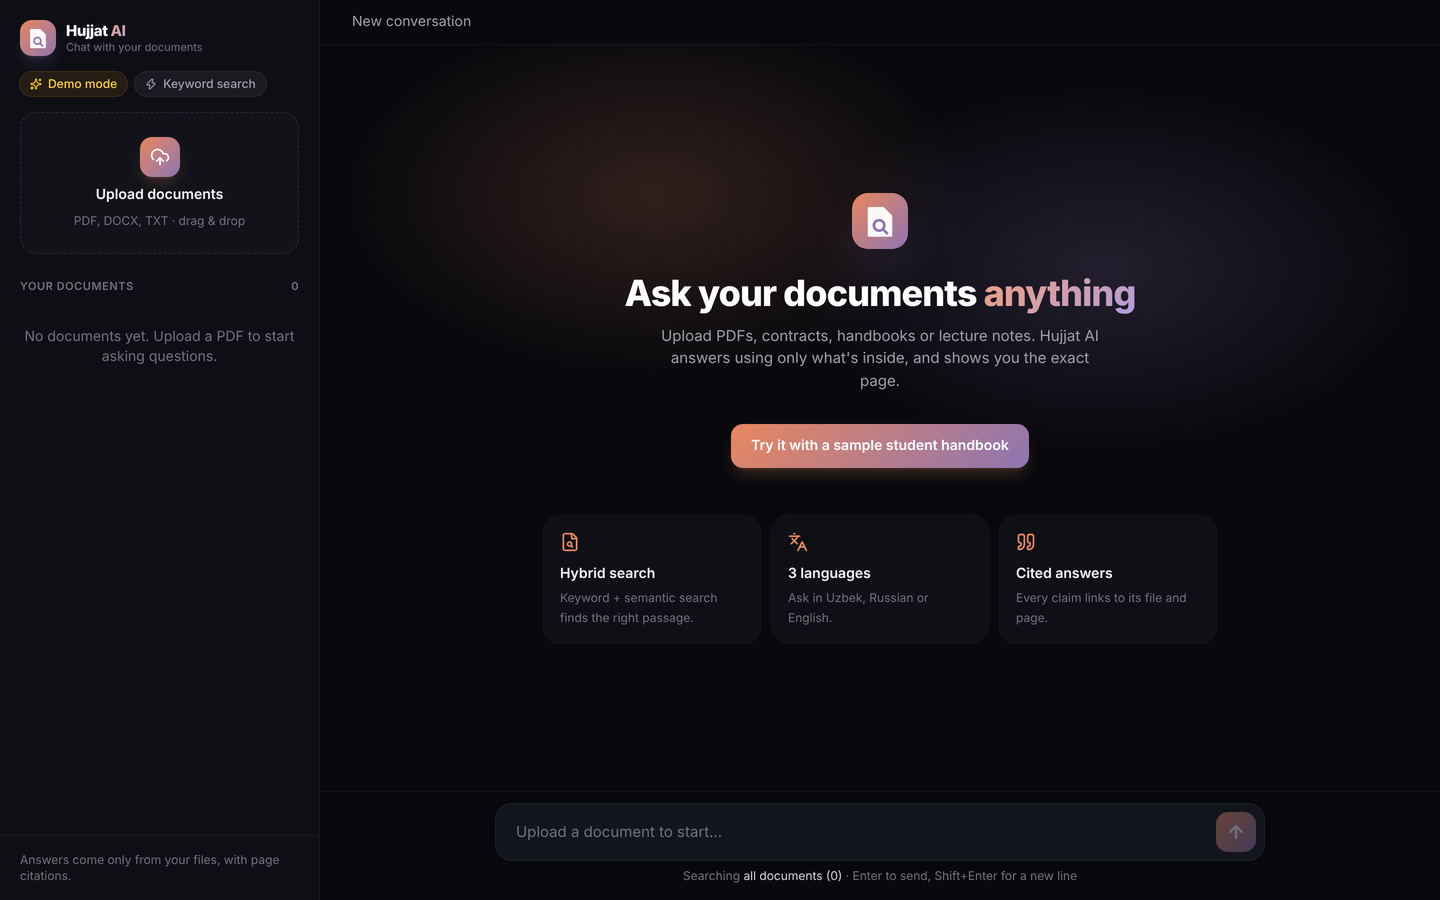 Hujjat AI
Chat with your documents
Demo mode
Keyword search
Upload documents
PDF, DOCX, TXT · drag & drop
YOUR DOCUMENTS 0
No documents yet. Upload a PDF to start
asking questions.
Answers come only from your files, with page
citations.
New conversation
Ask your documents anything
Upload PDFs, contracts, handbooks or lecture notes. Hujjat AI
answers using only what's inside, and shows you the exact
page.
Try it with a sample student handbook
Hybrid search
Keyword + semantic search
finds the right passage.
3 languages
Ask in Uzbek, Russian or
English.
Cited answers
Every claim links to its file and
page.
Upload a document to start...
Searching all documents (0) · Enter to send, Shift+Enter for a new line